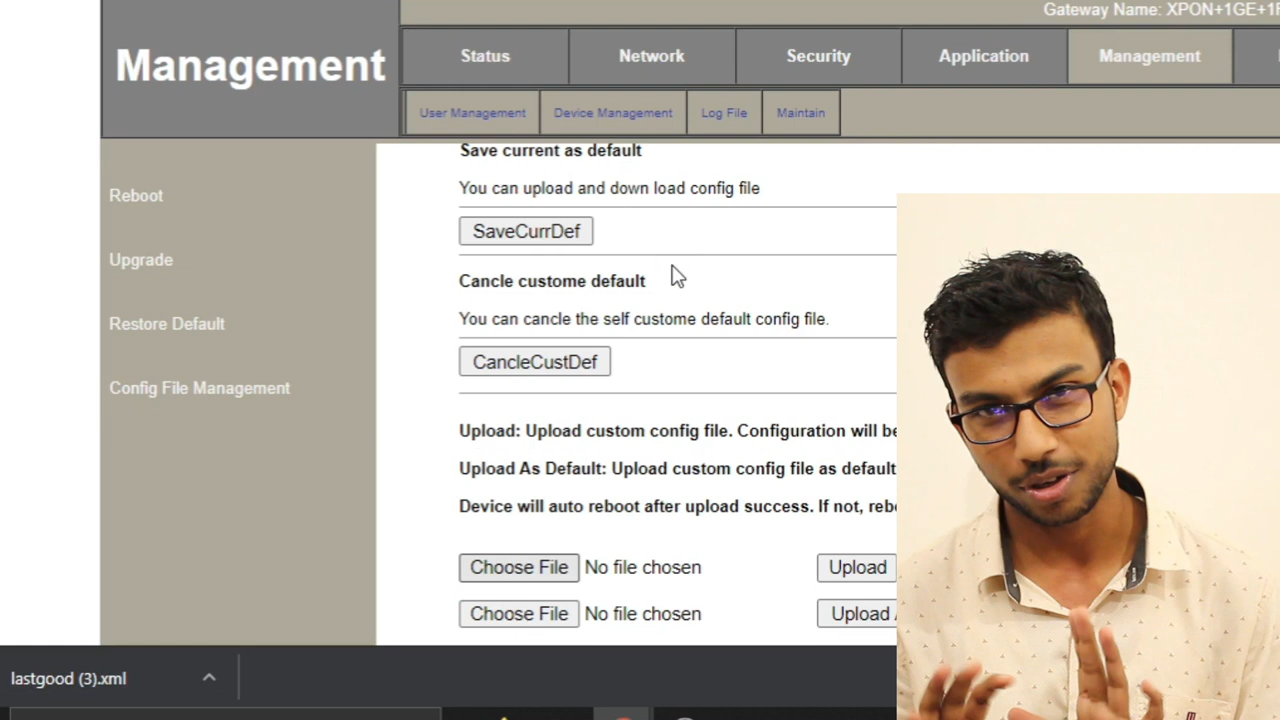 Gateway Name: XPON+1GE+1F
Management
Status
Network
Security
Application
Management
User Management
Device Management
Log File
Maintain
Reboot
Upgrade
Restore Default
Config File Management
Save current as default
You can upload and down load config file
SaveCurrDef
Cancle custome default
You can cancle the self custome default config file.
CancleCustDef
Upload: Upload custom config file. Configuration will be
Upload As Default: Upload custom config file as default
Device will auto reboot after upload success. If not, reb
Choose File No file chosen Upload
Choose File No file chosen Upload
lastgood (3).xml